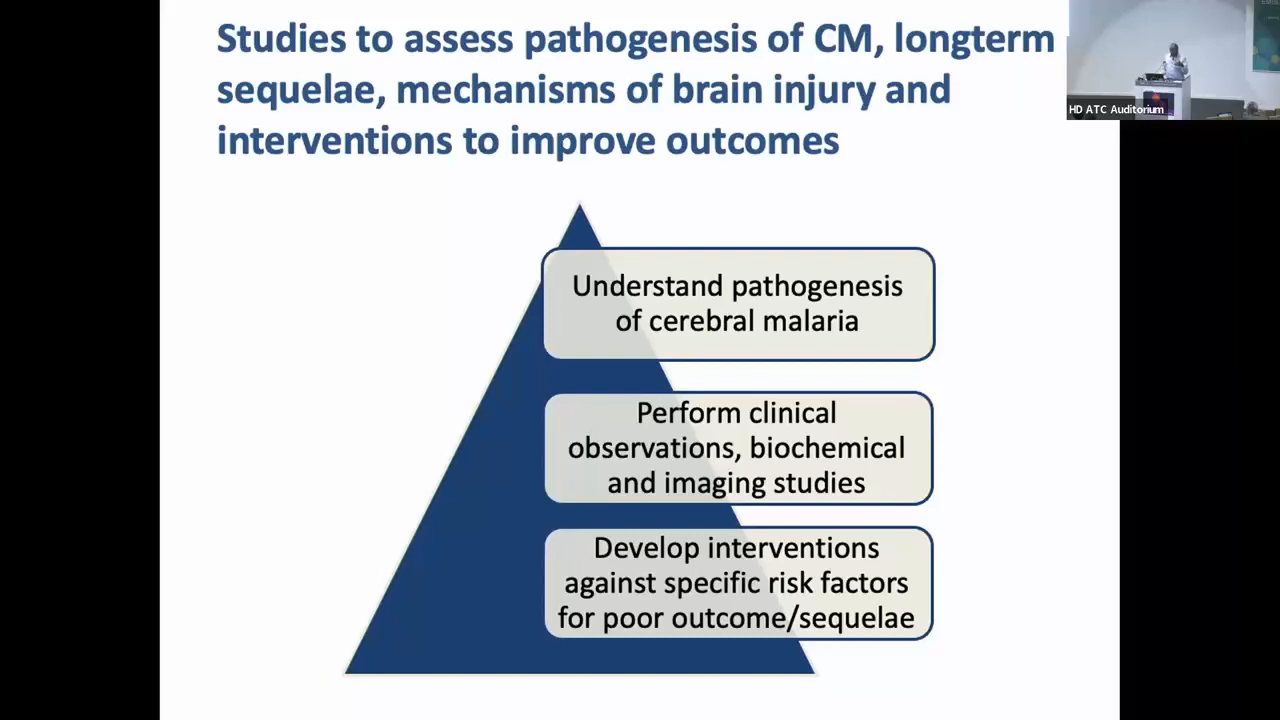 Studies to assess pathogenesis of CM, longterm
sequelae, mechanisms of brain injury and
interventions to improve outcomes
HD ATC Auditorium
Understand pathogenesis
of cerebral malaria
Perform clinical
observations, biochemical
and imaging studies
Develop interventions
against specific risk factors
for poor outcome/sequelae